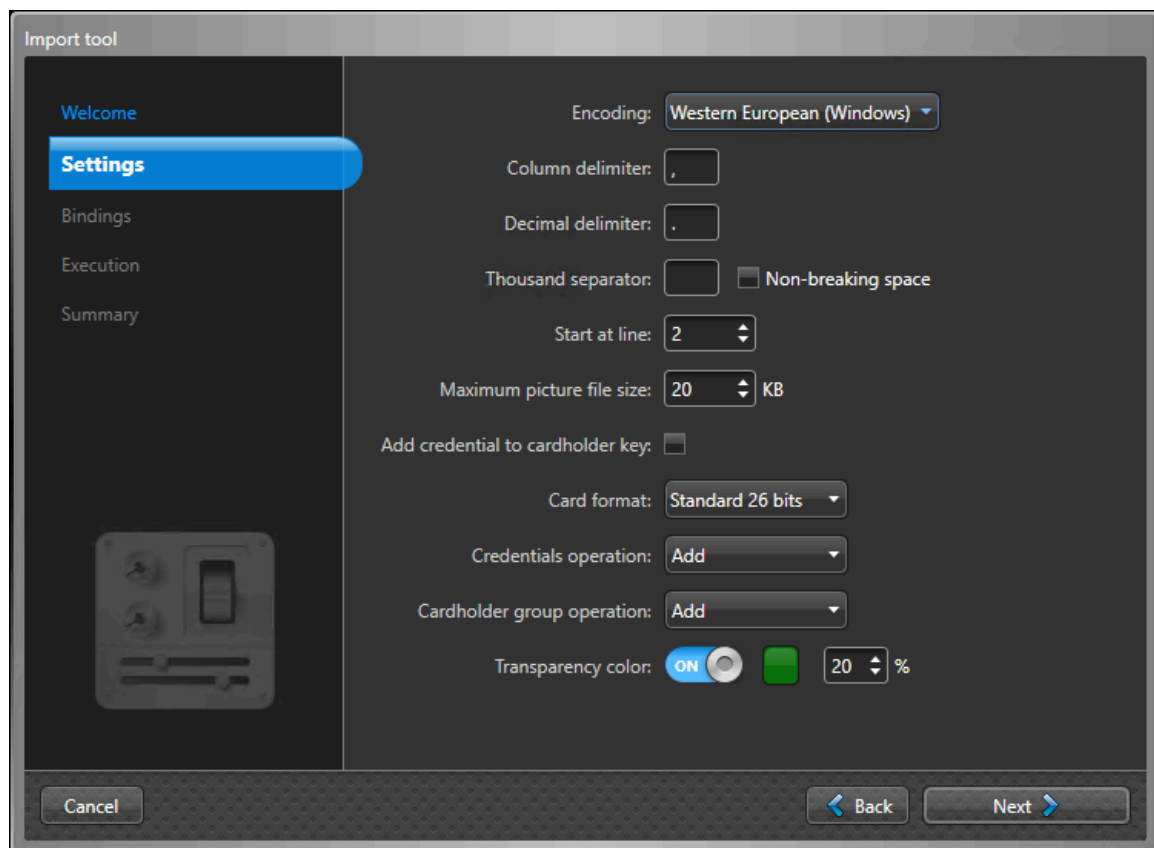 Import tool
Welcome
Settings
Bindings
Execution
Summary
Encoding: Western European (Windows)
Column delimiter: ,
Decimal delimiter: .
Thousand separator: Non-breaking space
Start at line: 2
Maximum picture file size: 20 KB
Add credential to cardholder key:
Card format: Standard 26 bits
Credentials operation: Add
Cardholder group operation: Add
Transparency color: ON 20 %
Cancel Back Next